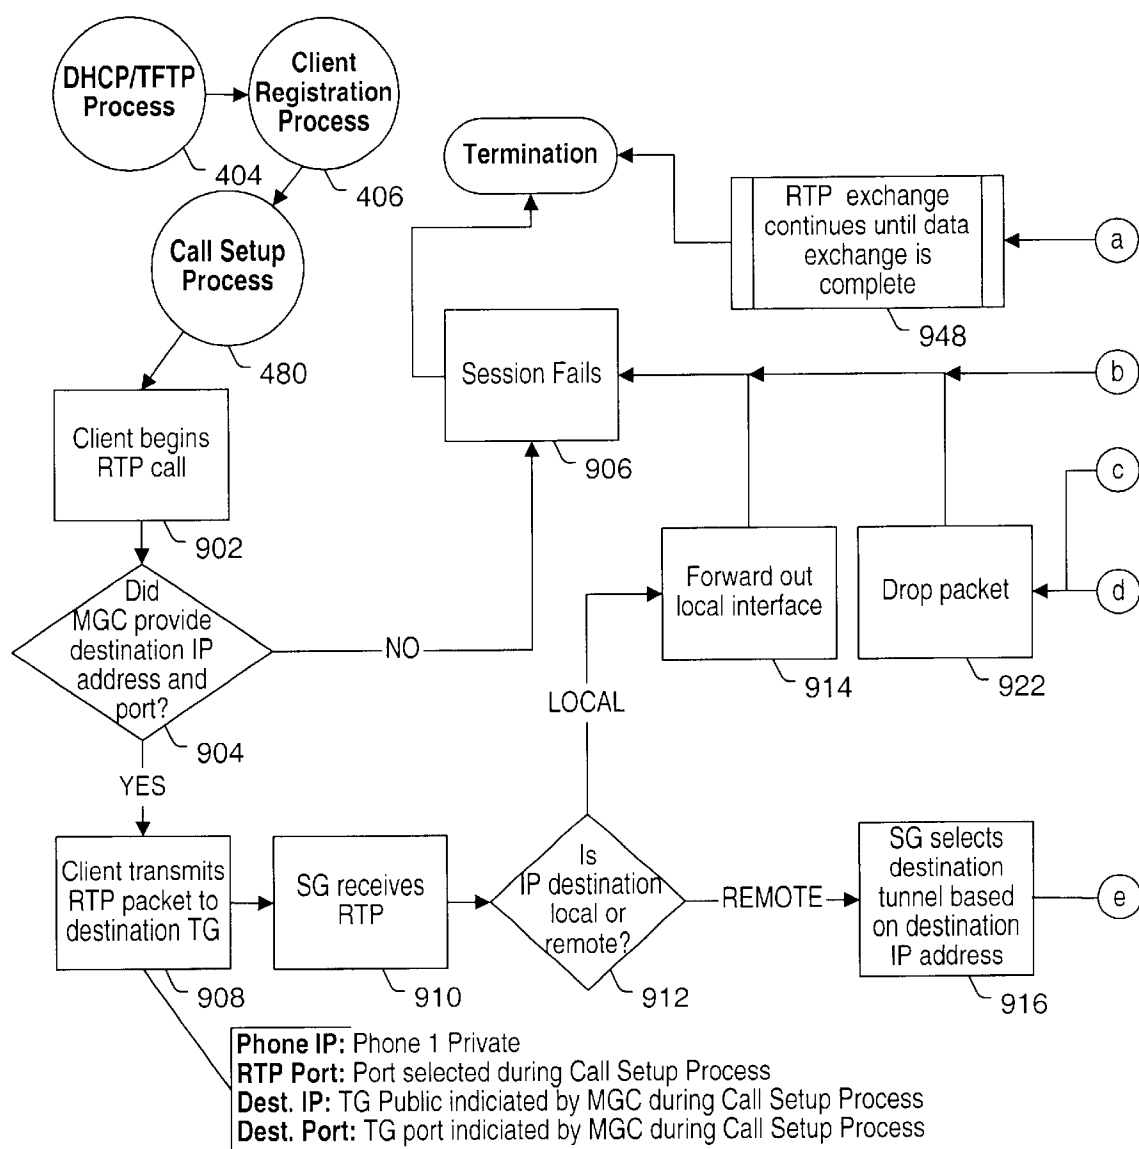 DHCP/TFTP
Process
404
Client
Registration
Process
406
Termination
RTP exchange
continues until data
exchange is
complete
948
a
Call Setup
Process
480
Session Fails
906
b
Client begins
RTP call
902
c
Forward out
local interface
914
Drop packet
922
d
Did
MGC provide
destination IP
address and
port?
904
NO
YES
LOCAL
Client transmits
RTP packet to
destination TG
908
SG receives
RTP
910
Is
IP destination
local or
remote?
912
REMOTE
SG selects
destination
tunnel based
on destination
IP address
916
e
Phone IP: Phone 1 Private
RTP Port: Port selected during Call Setup Process
Dest. IP: TG Public indiciated by MGC during Call Setup Process
Dest. Port: TG port indiciated by MGC during Call Setup Process